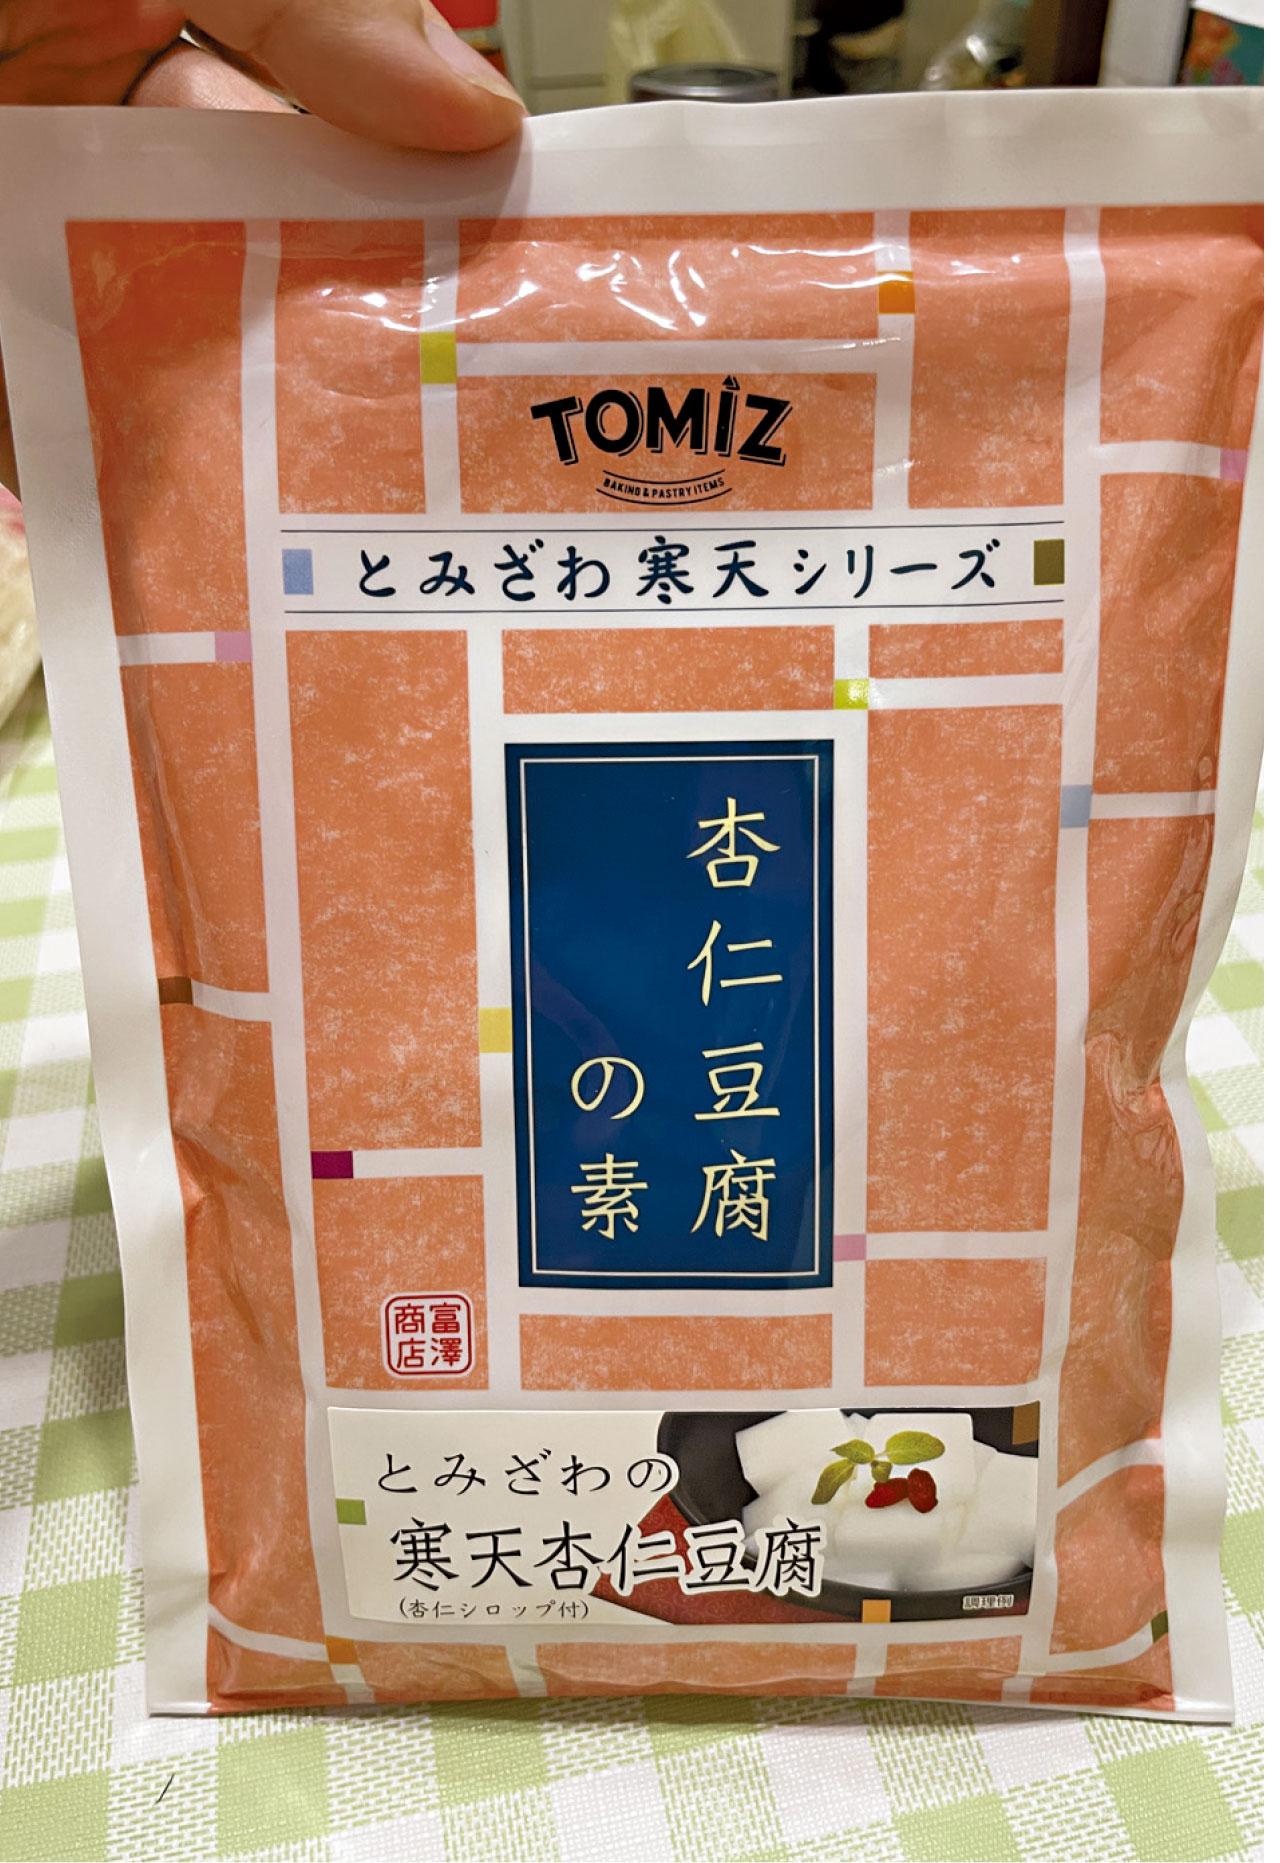 TOMIZ
BAKING & PASTRY ITEMS
とみざわ寒天シリーズ
杏仁豆腐
の素
富澤
商店
とみざわの
寒天杏仁豆腐
(杏仁シロップ付)
調理例